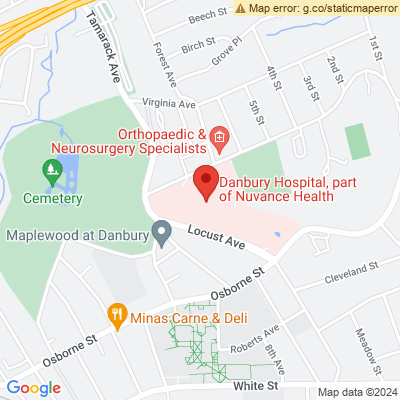 Map error: g.co/staticmaperror
Beech St
Tamarack Ave
Birch St
Grove Pl
Forest Ave
1st St
2nd St
3rd St
4th St
5th St
Virginia Ave
Orthopaedic &
Neurosurgery Specialists
Cemetery
Danbury Hospital, part
of Nuvance Health
Maplewood at Danbury
Locust Ave
Osborne St
Cleveland St
Minas Carne & Deli
Osborne St
Roberts Ave
8th Ave
Meadow St
White St
Google
Map data ©2024